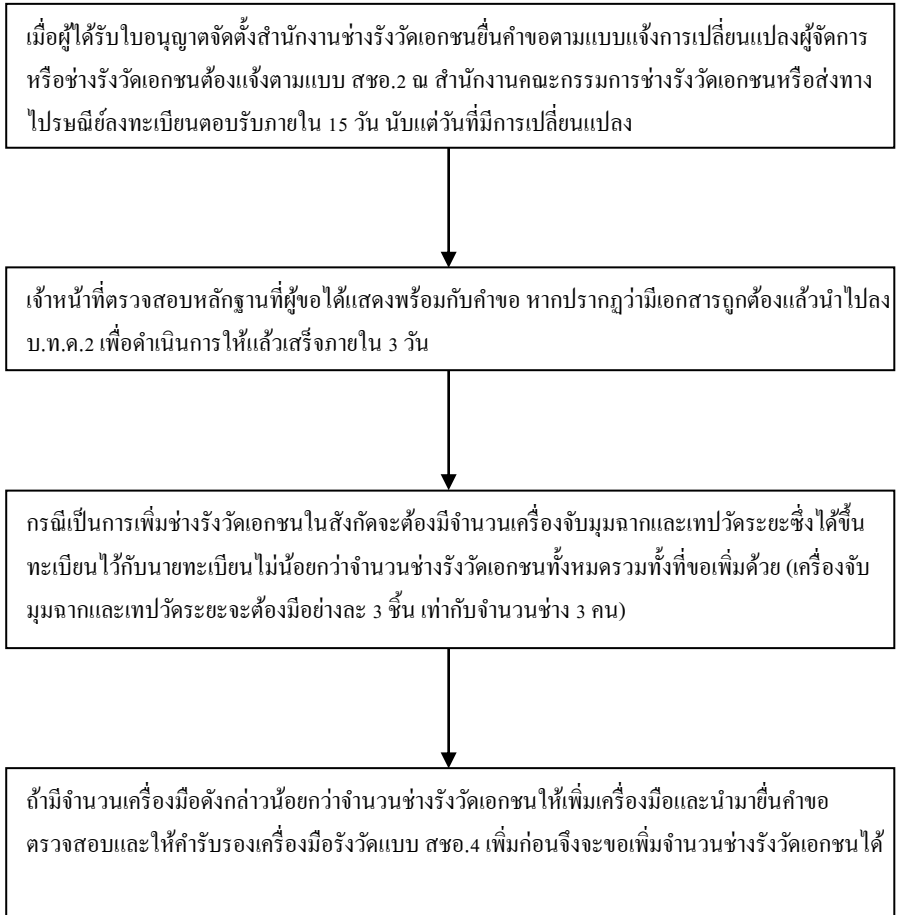 เมื่อผู้ได้รับใบอนุญาตจัดตั้งสำนักงานช่างรังวัดเอกชนยื่นคำขอตามแบบแจ้งการเปลี่ยนแปลงผู้จัดการ
หรือช่างรังวัดเอกชนต้องแจ้งตามแบบ สชอ.2 ณ สำนักงานคณะกรรมการช่างรังวัดเอกชนหรือส่งทาง
ไปรษณีย์ลงทะเบียนตอบรับภายใน 15 วัน นับแต่วันที่มีการเปลี่ยนแปลง
เจ้าหน้าที่ตรวจสอบหลักฐานที่ผู้ขอได้แสดงพร้อมกับคำขอ หากปรากฏว่ามีเอกสารถูกต้องแล้วนำไปลง
บ.ท.ด.2 เพื่อดำเนินการให้แล้วเสร็จภายใน 3 วัน
กรณีเป็นการเพิ่มช่างรังวัดเอกชนในสังกัดจะต้องมีจำนวนเครื่องจับมุมฉากและเทปวัดระยะซึ่งได้ขึ้น
ทะเบียนไว้กับนายทะเบียนไม่น้อยกว่าจำนวนช่างรังวัดเอกชนทั้งหมดรวมทั้งที่ขอเพิ่มด้วย (เครื่องจับ
มุมฉากและเทปวัดระยะจะต้องมีอย่างละ 3 ชิ้น เท่ากับจำนวนช่าง 3 คน)
ถ้ามีจำนวนเครื่องมือดังกล่าวน้อยกว่าจำนวนช่างรังวัดเอกชนให้เพิ่มเครื่องมือและนำมายื่นคำขอ
ตรวจสอบและให้คำรับรองเครื่องมือรังวัดแบบ สชอ.4 เพิ่มก่อนจึงจะขอเพิ่มจำนวนช่างรังวัดเอกชนได้